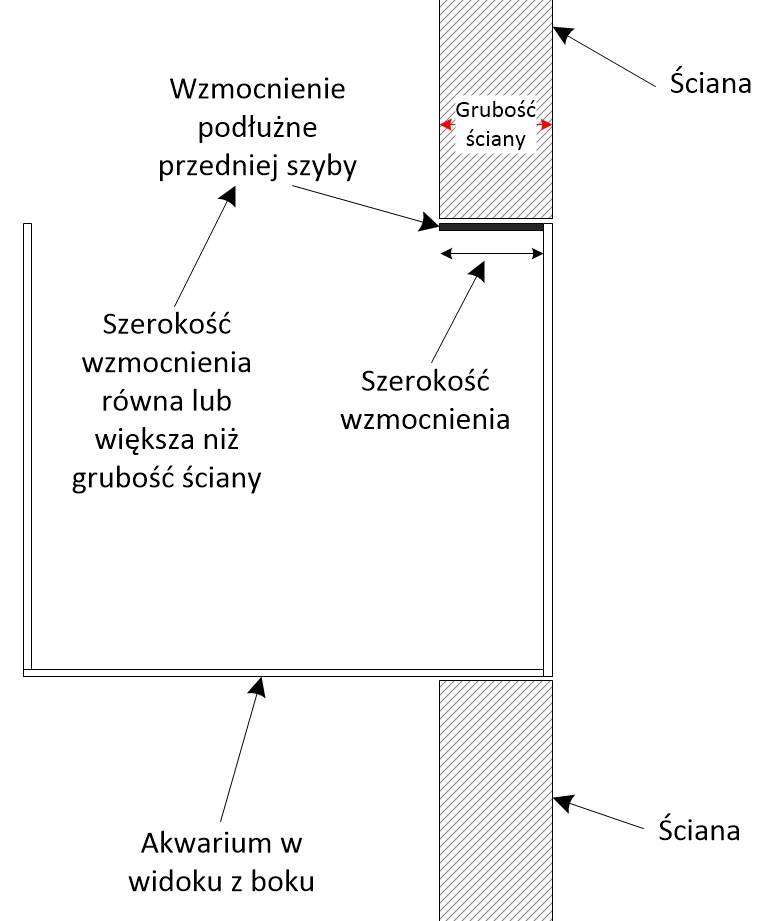 Ściana
Wzmocnienie
podłużne
przedniej szyby
Grubość
ściany
Szerokość
wzmocnienia
równa lub
większa niż
grubość ściany
Szerokość
wzmocnienia
Akwarium w
widoku z boku
Ściana